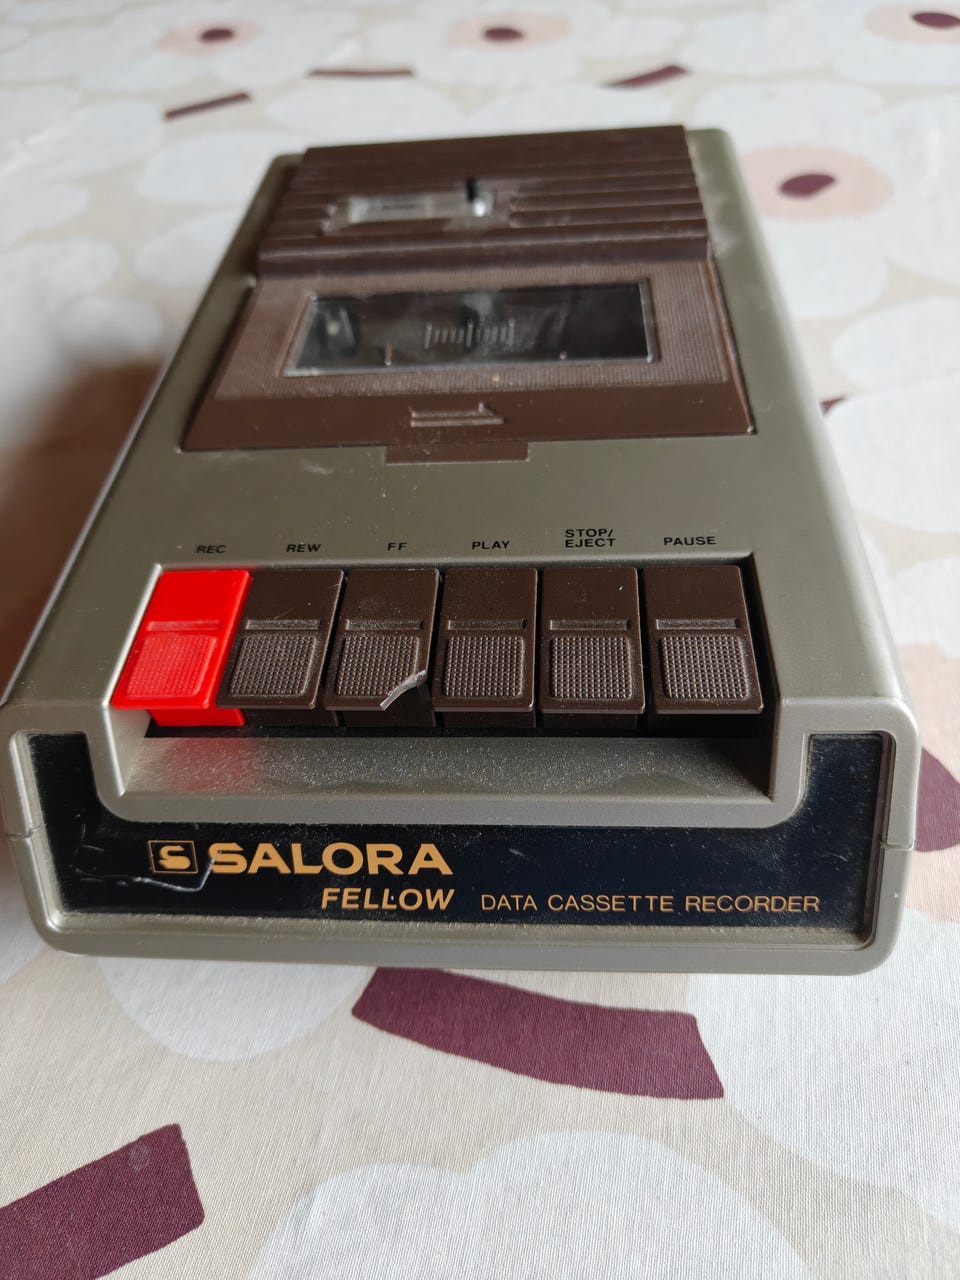 REC REW FF PLAY STOP/ PAUSE
EJECT
S SALORA
FELLOW DATA CASSETTE RECORDER